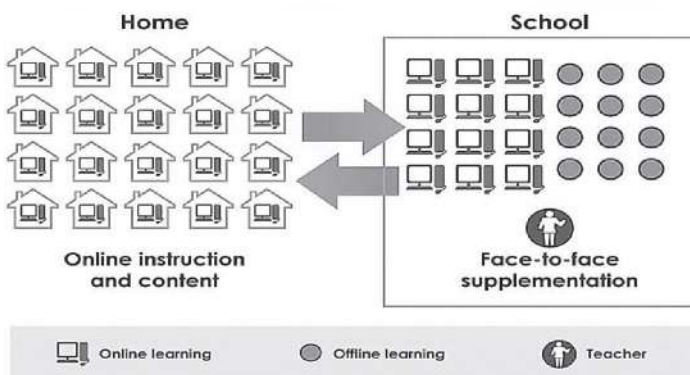 Home
School
Online instruction
and content
Face-to-face
supplementation
Online learning
Offline learning
Teacher